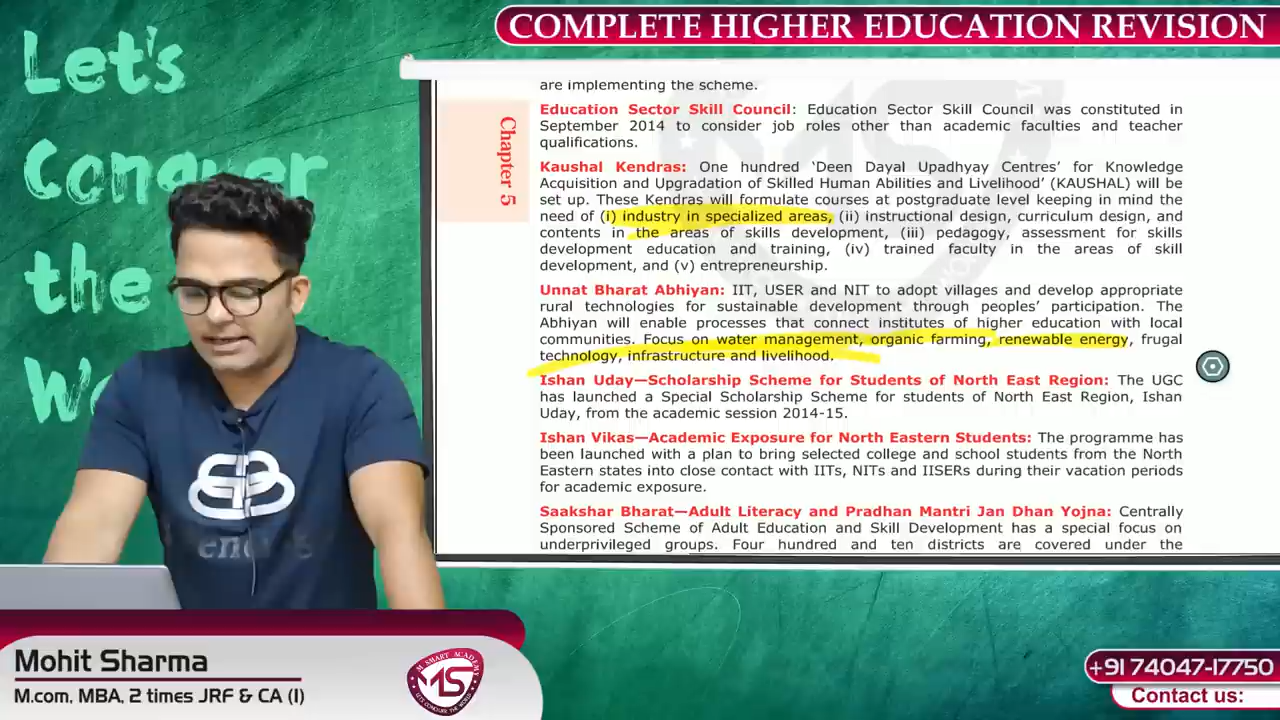 COMPLETE HIGHER EDUCATION REVISION
Let's
Conquer
the
are implementing the scheme.
Chapter 5
Education Sector Skill Council: Education Sector Skill Council was constituted in
September 2014 to consider job roles other than academic faculties and teacher
qualifications.
Kaushal Kendras: One hundred ‘Deen Dayal Upadhyay Centres’ for Knowledge
Acquisition and Upgradation of Skilled Human Abilities and Livelihood’ (KAUSHAL) will be
set up. These Kendras will formulate courses at postgraduate level keeping in mind the
need of (i) industry in specialized areas, (ii) instructional design, curriculum design, and
contents in the areas of skills development, (iii) pedagogy, assessment for skills
development education and training, (iv) trained faculty in the areas of skill
development, and (v) entrepreneurship.
Unnat Bharat Abhiyan: IIT, USER and NIT to adopt villages and develop appropriate
rural technologies for sustainable development through peoples’ participation. The
Abhiyan will enable processes that connect institutes of higher education with local
communities. Focus on water management, organic farming, renewable energy, frugal
technology, infrastructure and livelihood.
Ishan Uday—Scholarship Scheme for Students of North East Region: The UGC
has launched a Special Scholarship Scheme for students of North East Region, Ishan
Uday, from the academic session 2014-15.
Ishan Vikas—Academic Exposure for North Eastern Students: The programme has
been launched with a plan to bring selected college and school students from the North
Eastern states into close contact with IITs, NITs and IISERs during their vacation periods
for academic exposure.
Saakshar Bharat—Adult Literacy and Pradhan Mantri Jan Dhan Yojna: Centrally
Sponsored Scheme of Adult Education and Skill Development has a special focus on
underprivileged groups. Four hundred and ten districts are covered under the
Mohit Sharma
M.com, MBA, 2 times JRF & CA (I)
M SMART ACADEMY
MS
LETS CONQUER THE WORLD
+91 74047-17750
Contact us: